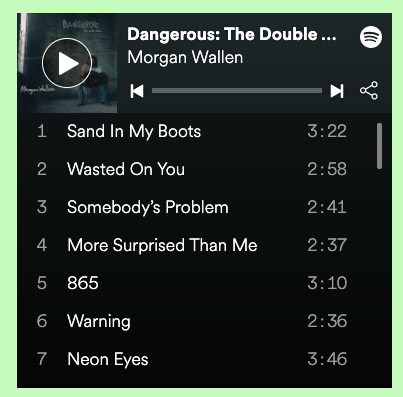 DANGEROUS
Morgan Wallen
Dangerous: The Double ...
Morgan Wallen
1 Sand In My Boots 3:22
2 Wasted On You 2:58
3 Somebody's Problem 2:41
4 More Surprised Than Me 2:37
5 865 3:10
6 Warning 2:36
7 Neon Eyes 3:46